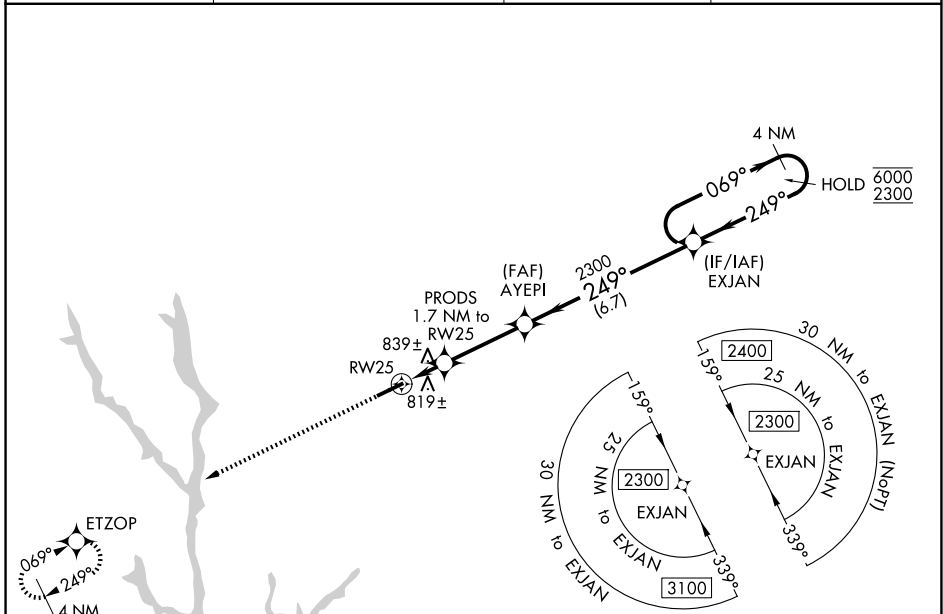 4 NM
069°
HOLD 6000
2300
249°
(IF/IAF)
EXJAN
2300
249°
(6.7)
(FAF)
AYEPI
PRODS
1.7 NM to
RW25
839±
RW25
819±
30 NM to EXJAN (NoPT)
2400
159°
25 NM to EXJAN
2300
EXJAN
339°
159°
25 NM to EXJAN
2300
EXJAN
30 NM to EXJAN
339°
3100
ETZOP
069°
249°
4 NM